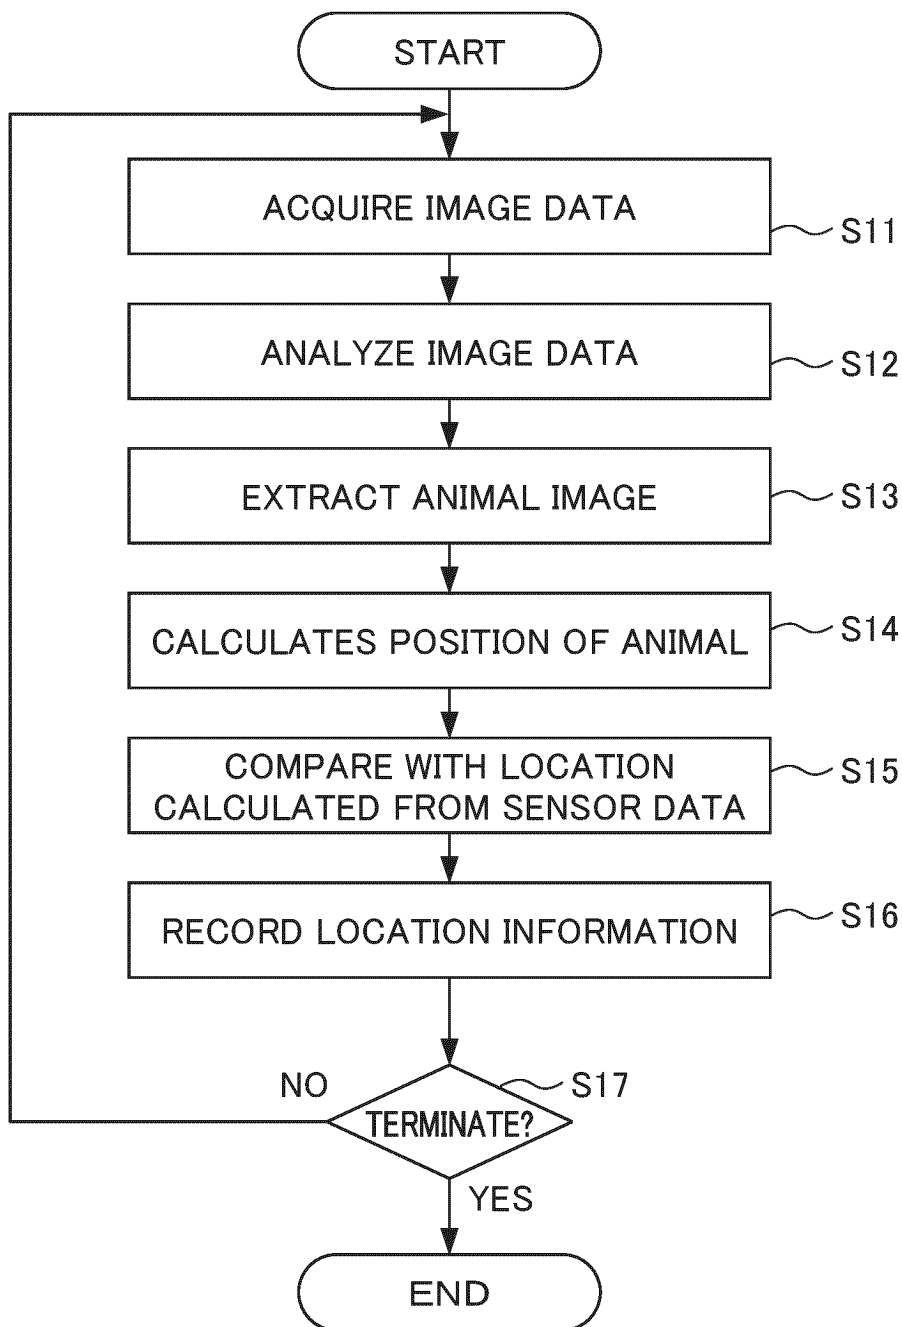 START
ACQUIRE IMAGE DATA
S11
ANALYZE IMAGE DATA
S12
EXTRACT ANIMAL IMAGE
S13
CALCULATES POSITION OF ANIMAL
S14
COMPARE WITH LOCATION
CALCULATED FROM SENSOR DATA
S15
RECORD LOCATION INFORMATION
S16
NO
S17
TERMINATE?
YES
END